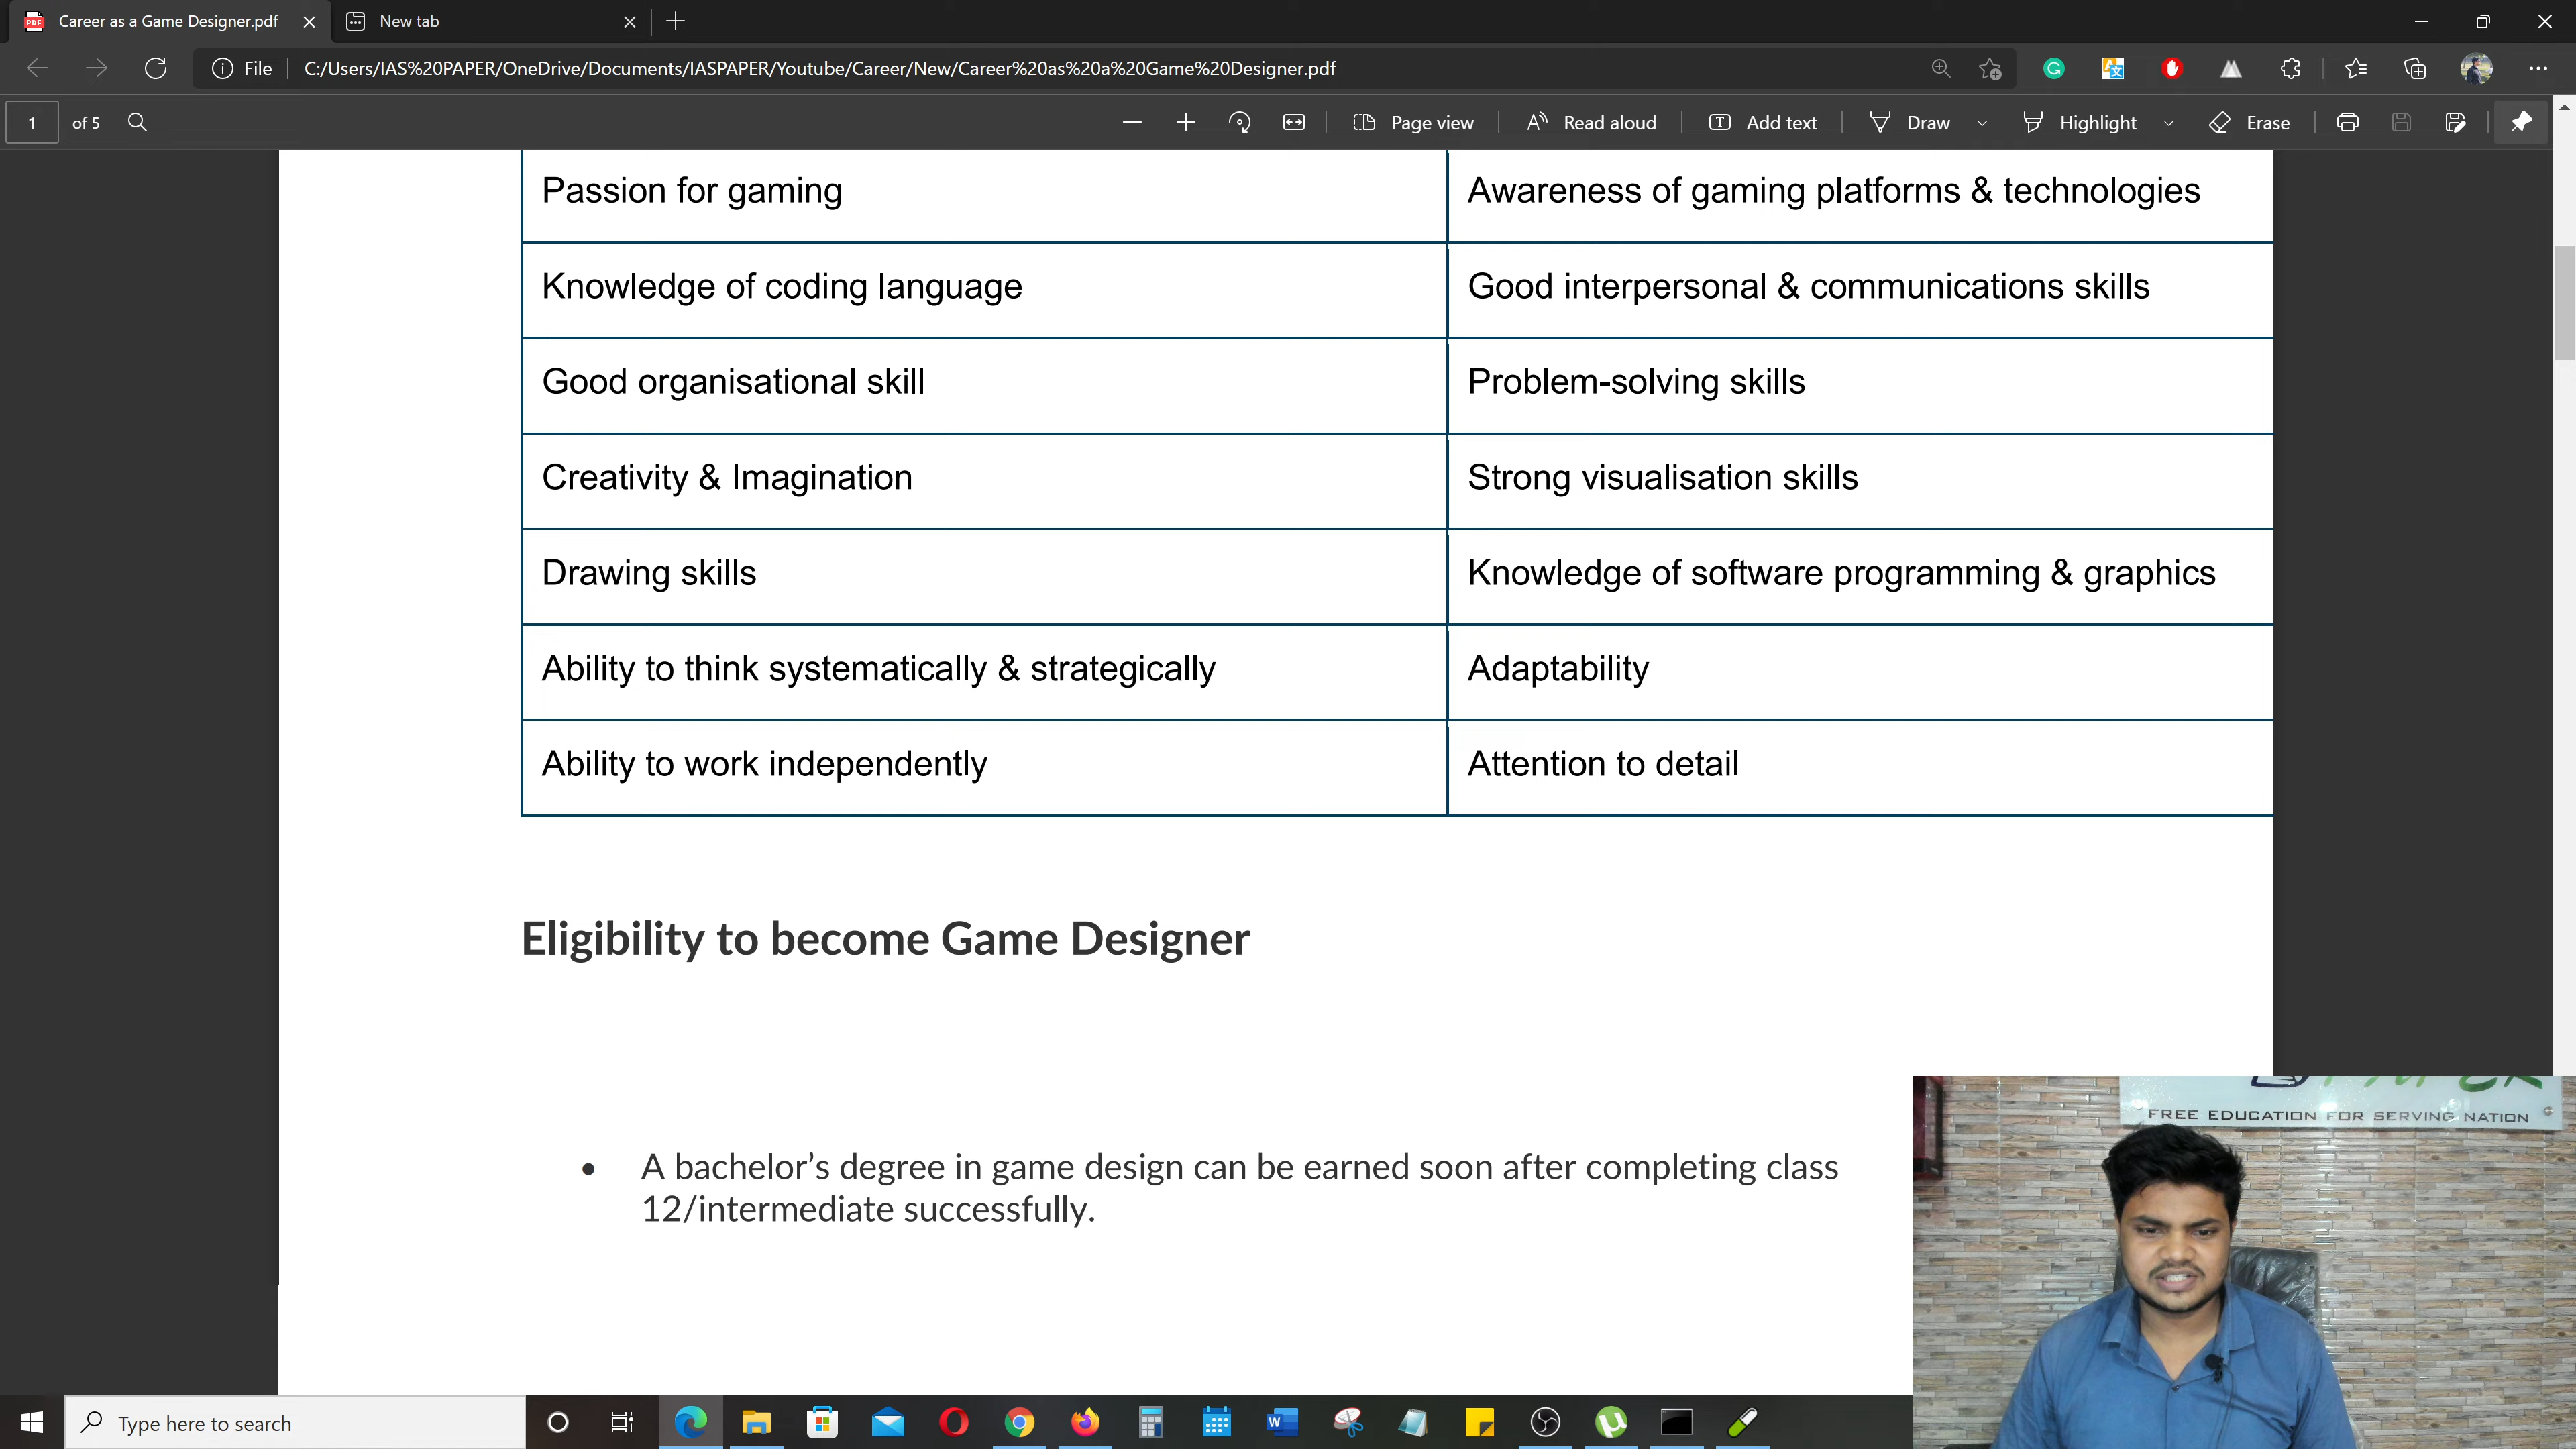 Career as a Game Designer.pdf
New tab
File
C:/Users/IAS%20PAPER/OneDrive/Documents/IASPAPER/Youtube/Career/New/Career%20as%20a%20Game%20Designer.pdf
1 of 5
Page view
Read aloud
Add text
Draw
Highlight
Erase
Passion for gaming
Awareness of gaming platforms & technologies
Knowledge of coding language
Good interpersonal & communications skills
Good organisational skill
Problem-solving skills
Creativity & Imagination
Strong visualisation skills
Drawing skills
Knowledge of software programming & graphics
Ability to think systematically & strategically
Adaptability
Ability to work independently
Attention to detail
Eligibility to become Game Designer
• A bachelor’s degree in game design can be earned soon after completing class
12/intermediate successfully.
FREE EDUCATION FOR SERVING NATION
Type here to search